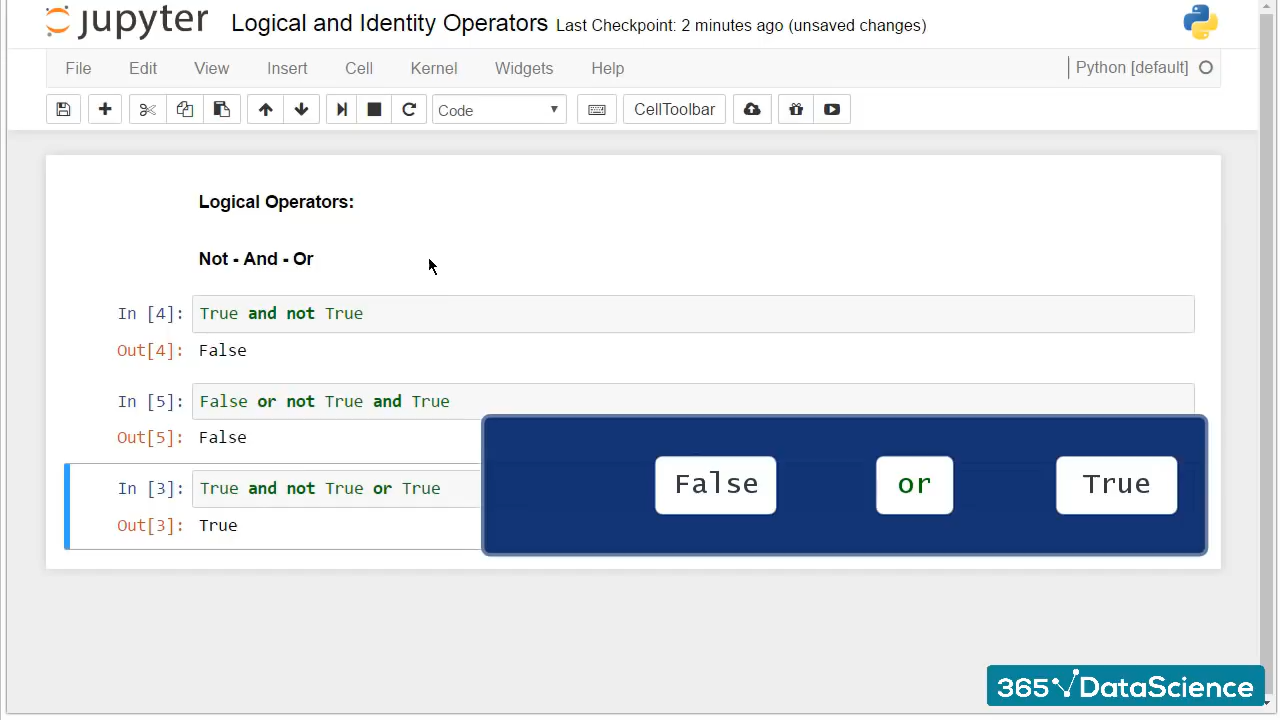 jupyter Logical and Identity Operators Last Checkpoint: 2 minutes ago (unsaved changes)
File Edit View Insert Cell Kernel Widgets Help Python [default]
Code CellToolbar
Logical Operators:
Not - And - Or
In [4]: True and not True
Out[4]: False
In [5]: False or not True and True
Out[5]: False
In [3]: True and not True or True
Out[3]: True
False or True
365 DataScience